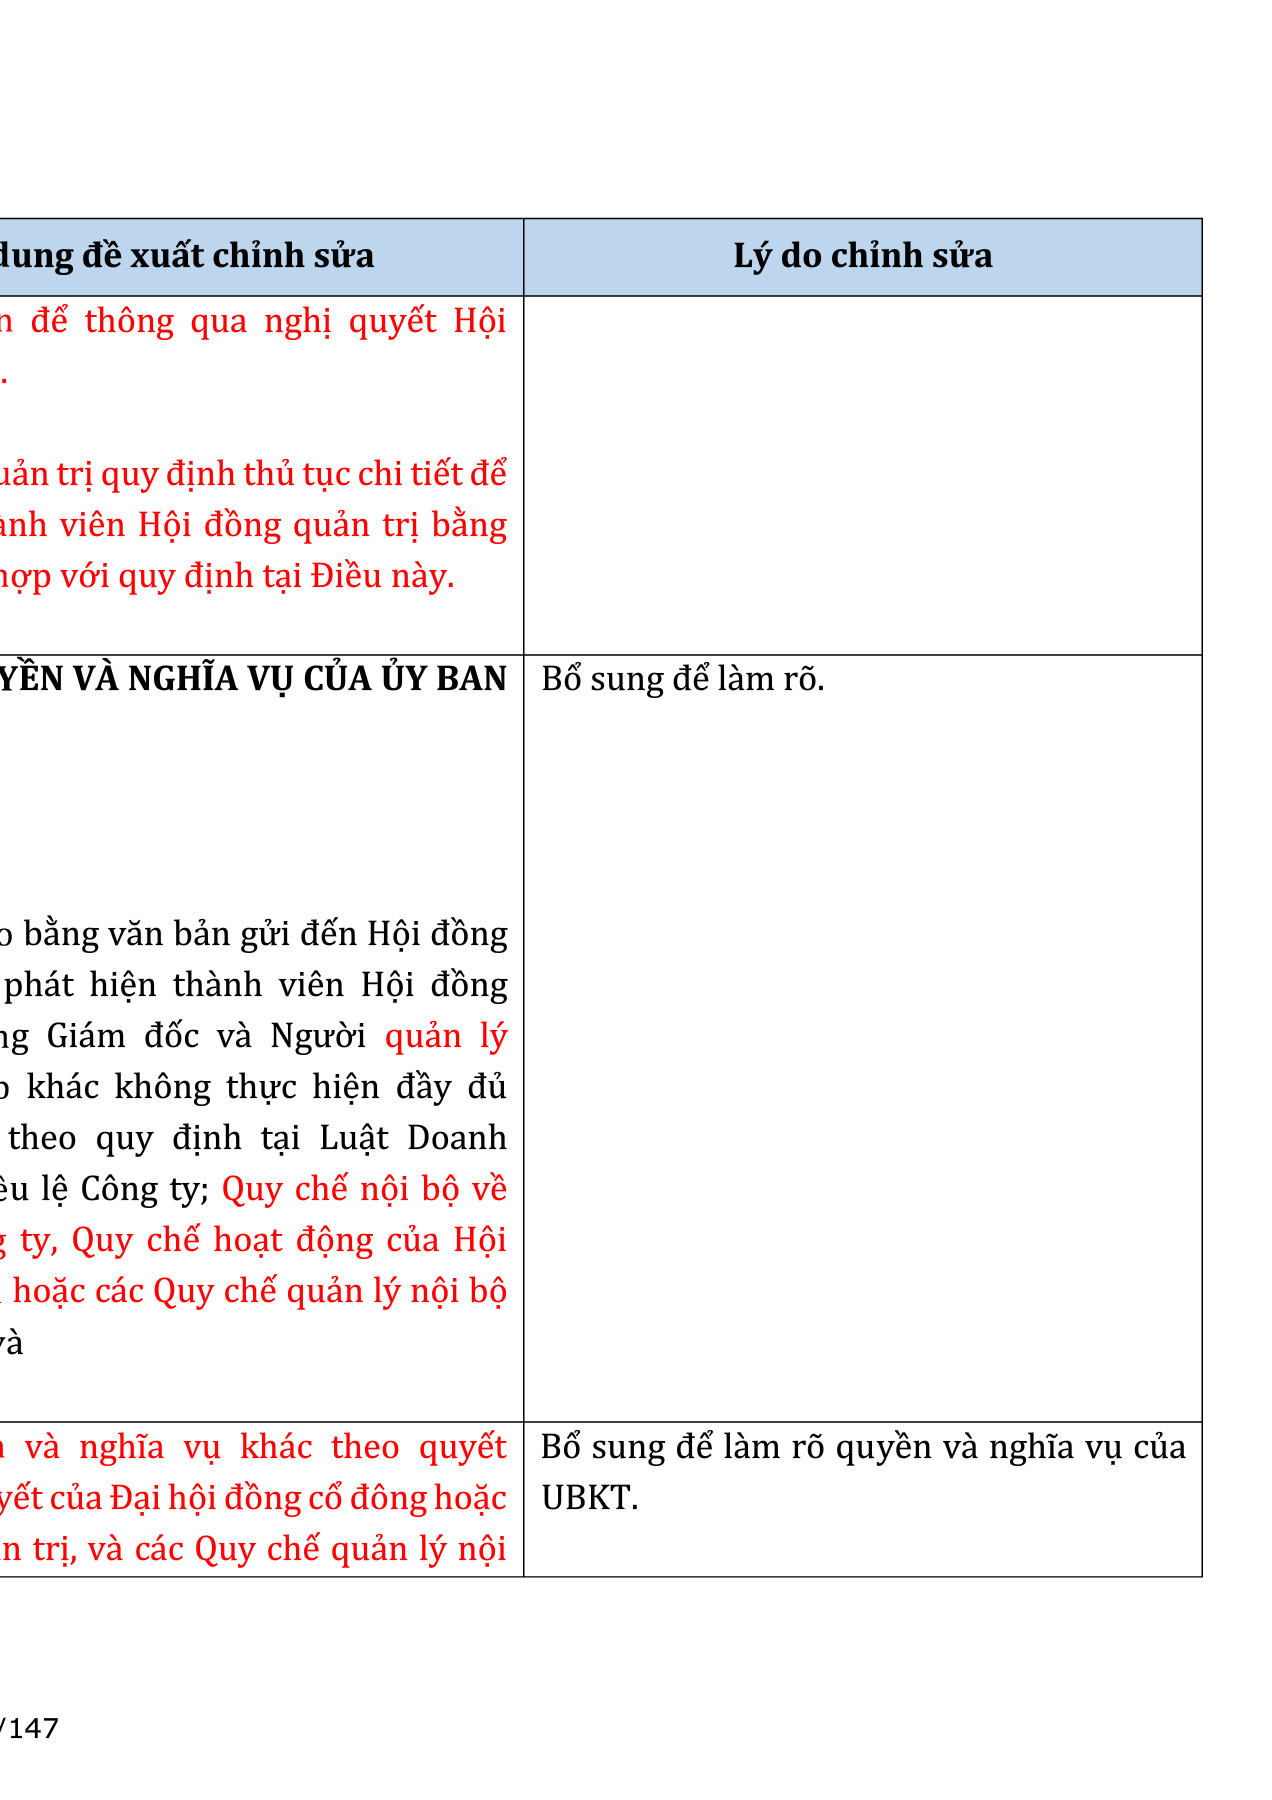 dung đề xuất chỉnh sửa
Lý do chỉnh sửa
để thông qua nghị quyết Hội
.
trị quy định thủ tục chi tiết để
viên Hội đồng quản trị bằng
với quy định tại Điều này.
VÀ NGHĨA VỤ CỦA ỦY BAN
Bổ sung để làm rõ.
bằng văn bản gửi đến Hội đồng
phát hiện thành viên Hội đồng
Giám đốc và Người quản lý
khác không thực hiện đầy đủ
theo quy định tại Luật Doanh
lệ Công ty; Quy chế nội bộ về
ty, Quy chế hoạt động của Hội
hoặc các Quy chế quản lý nội bộ
và
và nghĩa vụ khác theo quyết
của Đại hội đồng cổ đông hoặc
trị, và các Quy chế quản lý nội
Bổ sung để làm rõ quyền và nghĩa vụ của
UBKT.
/147